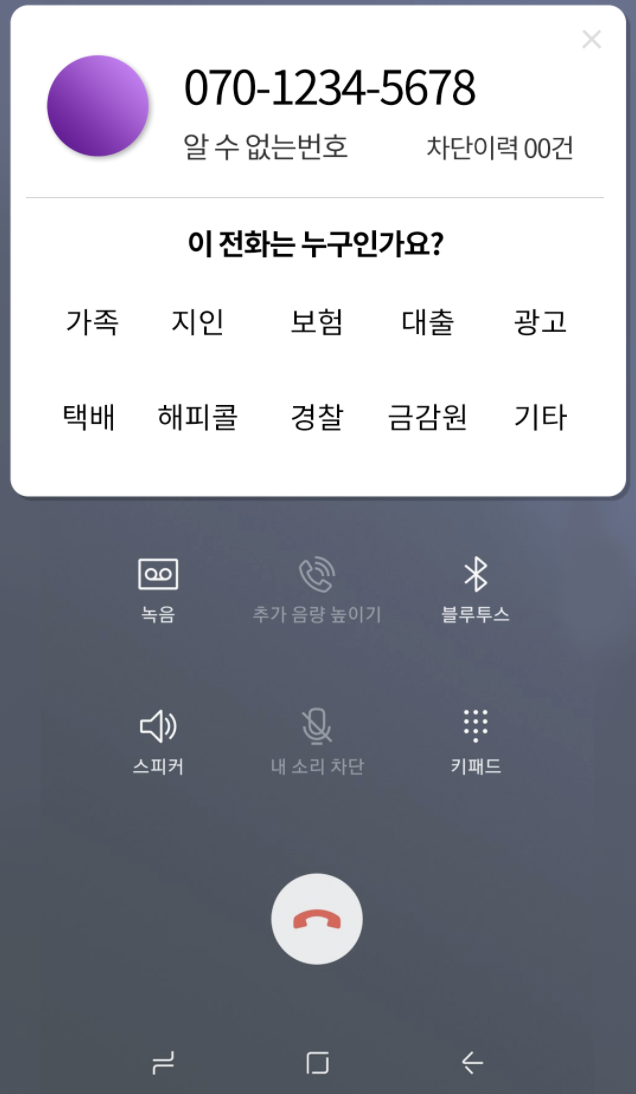 070-1234-5678
알 수 없는번호 차단이력 00건
이 전화는 누구인가요?
가족 지인 보험 대출 광고
택배 해피콜 경찰 금감원 기타
녹음 추가 음량 높이기 블루투스
스피커 내 소리 차단 키패드